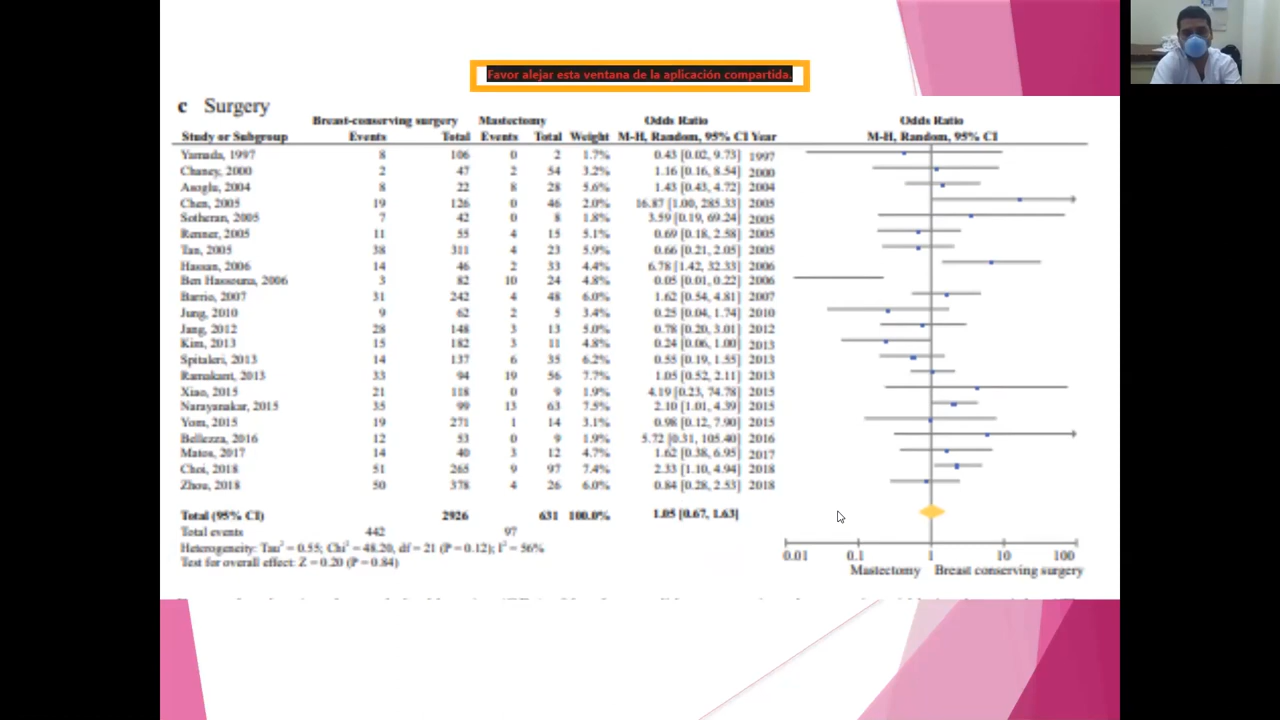 Favor alejar esta ventana de la aplicación compartida.
c Surgery
Breast-conserving surgery Mastectomy Odds Ratio Odds Ratio
Study or Subgroup Events Total Events Total Weight M-H, Random, 95% CI Year M-H, Random, 95% CI
Yamada, 1997 8 106 0 2 1.7% 0.43 [0.02, 9.73] 1997
Chaney, 2000 2 47 2 54 3.2% 1.16 [0.16, 8.54] 2000
Asoglu, 2004 8 22 8 28 5.6% 1.43 [0.43, 4.72] 2004
Chen, 2005 19 126 0 46 2.0% 16.87 [1.00, 285.33] 2005
Sotheran, 2005 7 42 0 8 1.8% 3.59 [0.19, 69.24] 2005
Renner, 2005 11 55 4 15 5.1% 0.69 [0.18, 2.58] 2005
Tan, 2005 38 311 4 23 5.9% 0.66 [0.21, 2.05] 2005
Hassan, 2006 14 46 2 33 4.4% 6.78 [1.42, 32.33] 2006
Ben Hassouna, 2006 3 82 10 24 4.8% 0.05 [0.01, 0.22] 2006
Barrio, 2007 31 242 4 48 6.0% 1.62 [0.54, 4.81] 2007
Jung, 2010 9 62 2 5 3.4% 0.25 [0.04, 1.74] 2010
Jang, 2012 28 148 3 13 5.0% 0.78 [0.20, 3.01] 2012
Kim, 2013 15 182 3 11 4.8% 0.24 [0.06, 1.00] 2013
Spitaleri, 2013 14 137 6 35 6.2% 0.55 [0.19, 1.55] 2013
Ramakant, 2013 33 94 19 56 7.7% 1.05 [0.52, 2.11] 2013
Xiao, 2015 21 118 0 9 1.9% 4.19 [0.23, 74.78] 2015
Narayanakar, 2015 35 99 13 63 7.5% 2.10 [1.01, 4.39] 2015
Yom, 2015 19 271 1 14 3.1% 0.98 [0.12, 7.90] 2015
Bellezza, 2016 12 53 0 9 1.9% 5.72 [0.31, 105.40] 2016
Matos, 2017 14 40 3 12 4.7% 1.62 [0.38, 6.95] 2017
Choi, 2018 51 265 9 97 7.4% 2.33 [1.10, 4.94] 2018
Zhou, 2018 50 378 4 26 6.0% 0.84 [0.28, 2.53] 2018
Total (95% CI) 2926 631 100.0% 1.05 [0.67, 1.63]
Total events 442 97
Heterogeneity: Tau² = 0.55; Chi² = 48.20, df = 21 (P = 0.12); I² = 56%
Test for overall effect: Z = 0.20 (P = 0.84)
0.01 0.1 1 10 100
Mastectomy Breast conserving surgery